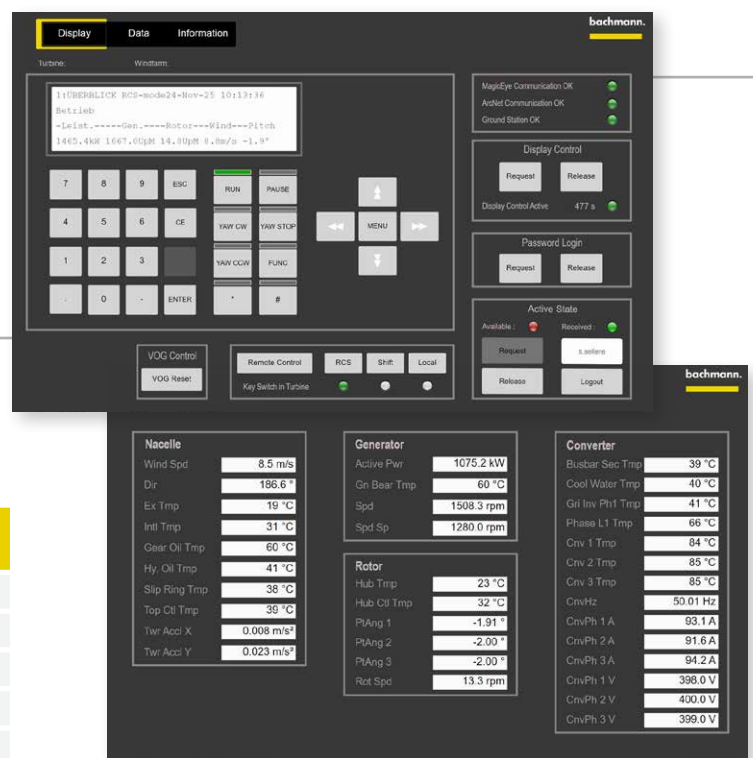 bachmann.
Display Data Information
Turbine: Windfarm:
1:ÜBERBLICK RCS-mode24-Nov-25 10:13:36
Betrieb
-Leist.-----Gen.----Rotor---Wind---Pitch
1465.4kW 1667.0UpM 14.8UpM 8.8m/s -1.9°
MagicEye Communication OK
ArcNet Communication OK
Ground Station OK
7 8 9 ESC RUN PAUSE
4 5 6 CE YAW CW YAW STOP MENU
1 2 3 YAW CCW FUNC
. 0 - ENTER * #
Display Control
Request Release
Display Control Active 477 s
Password Login
Request Release
Active State
Available : Received :
Request s.sellere
Release Logout
VOG Control
VOG Reset
Remote Control RCS Shift Local
Key Switch in Turbine
bachmann.
Nacelle
Wind Spd 8.5 m/s
Dir 186.6 °
Ex Tmp 19 °C
Intl Tmp 31 °C
Gear Oil Tmp 60 °C
Hy. Oil Tmp 41 °C
Slip Ring Tmp 38 °C
Top Ctl Tmp 39 °C
Twr Accl X 0.008 m/s²
Twr Accl Y 0.023 m/s²
Generator
Active Pwr 1075.2 kW
Gn Bear Tmp 60 °C
Spd 1508.3 rpm
Spd Sp 1280.0 rpm
Rotor
Hub Tmp 23 °C
Hub Ctl Tmp 32 °C
PtAng 1 -1.91 °
PtAng 2 -2.00 °
PtAng 3 -2.00 °
Rot Spd 13.3 rpm
Converter
Busbar Sec Tmp 39 °C
Cool Water Tmp 40 °C
Gri Inv Ph1 Tmp 41 °C
Phase L1 Tmp 66 °C
Cnv 1 Tmp 84 °C
Cnv 2 Tmp 85 °C
Cnv 3 Tmp 85 °C
CnvHz 50.01 Hz
CnvPh 1 A 93.1 A
CnvPh 2 A 91.6 A
CnvPh 3 A 94.2 A
CnvPh 1 V 398.0 V
CnvPh 2 V 400.0 V
CnvPh 3 V 399.0 V